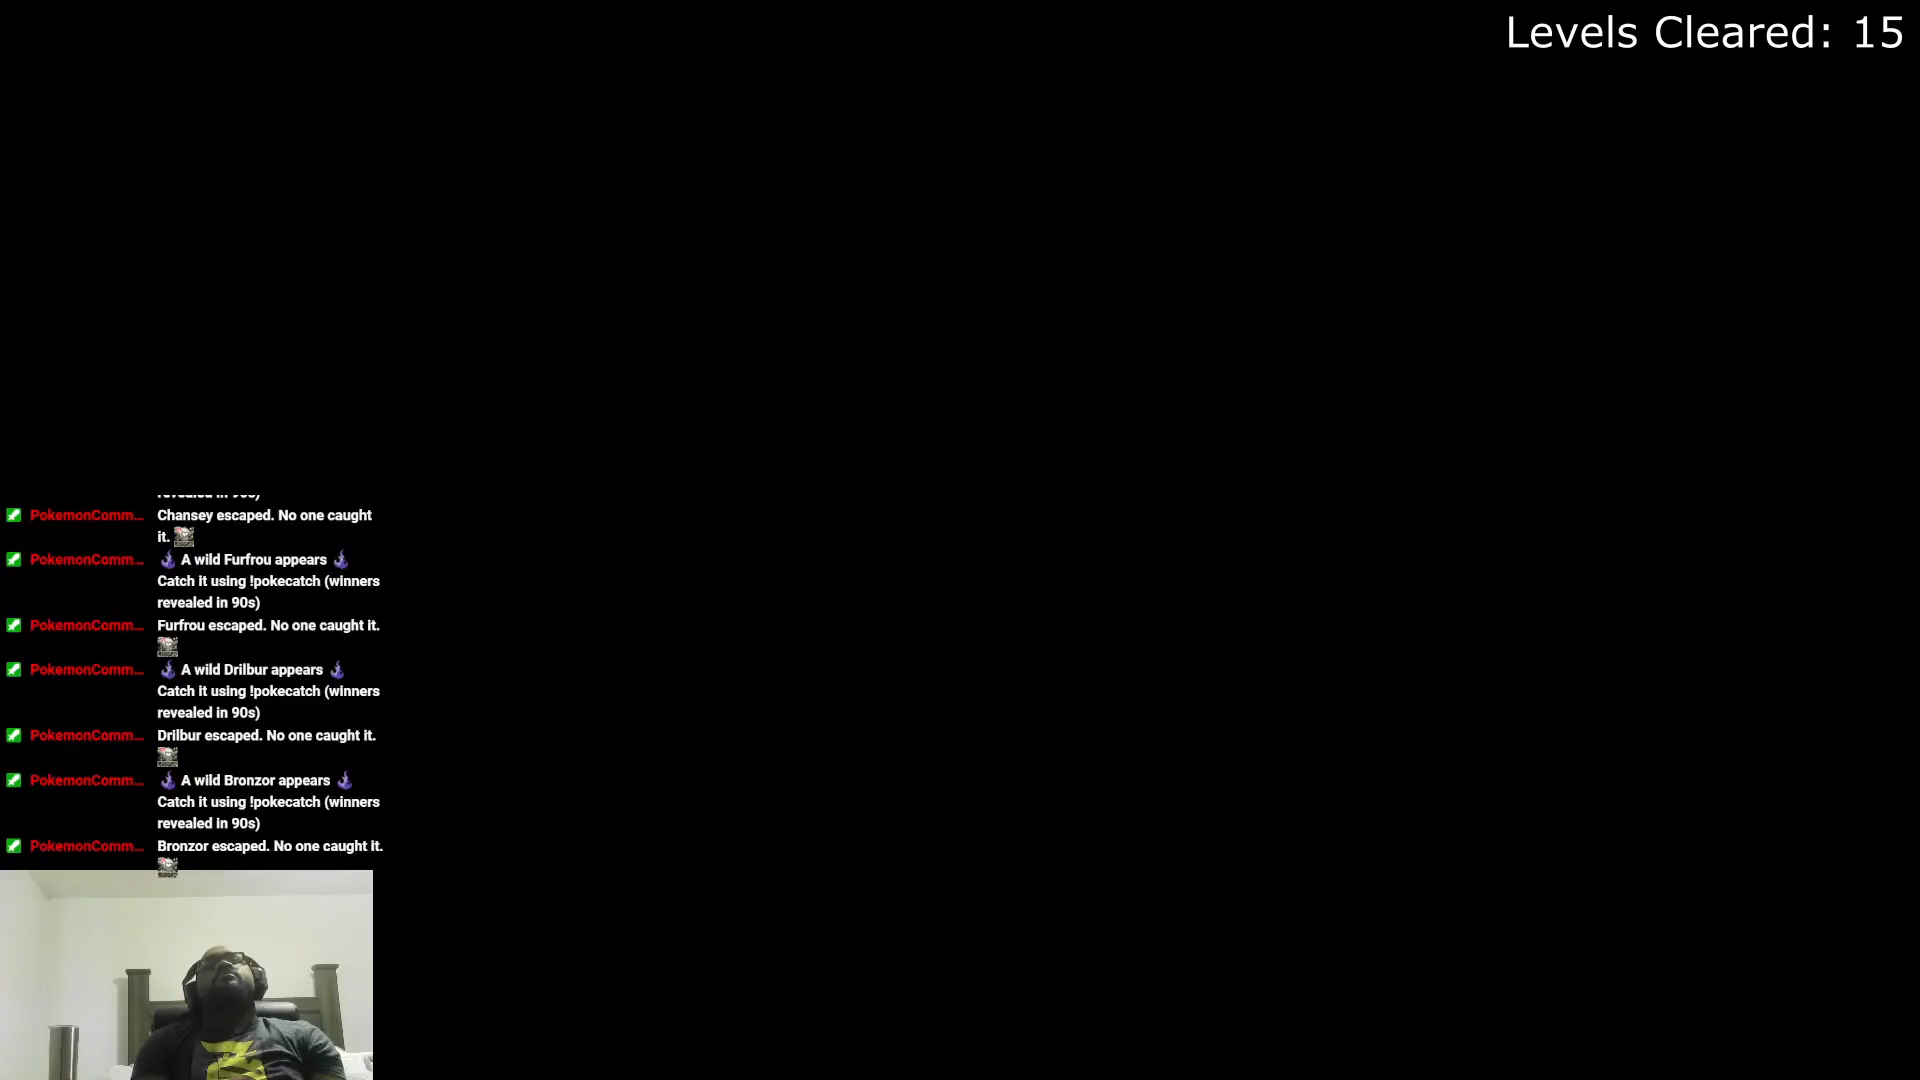 Levels Cleared: 15
PokemonComm... Chansey escaped. No one caught
it.
PokemonComm... A wild Furfrou appears
Catch it using !pokecatch (winners
revealed in 90s)
PokemonComm... Furfrou escaped. No one caught it.
PokemonComm... A wild Drilbur appears
Catch it using !pokecatch (winners
revealed in 90s)
PokemonComm... Drilbur escaped. No one caught it.
PokemonComm... A wild Bronzor appears
Catch it using !pokecatch (winners
revealed in 90s)
PokemonComm... Bronzor escaped. No one caught it.